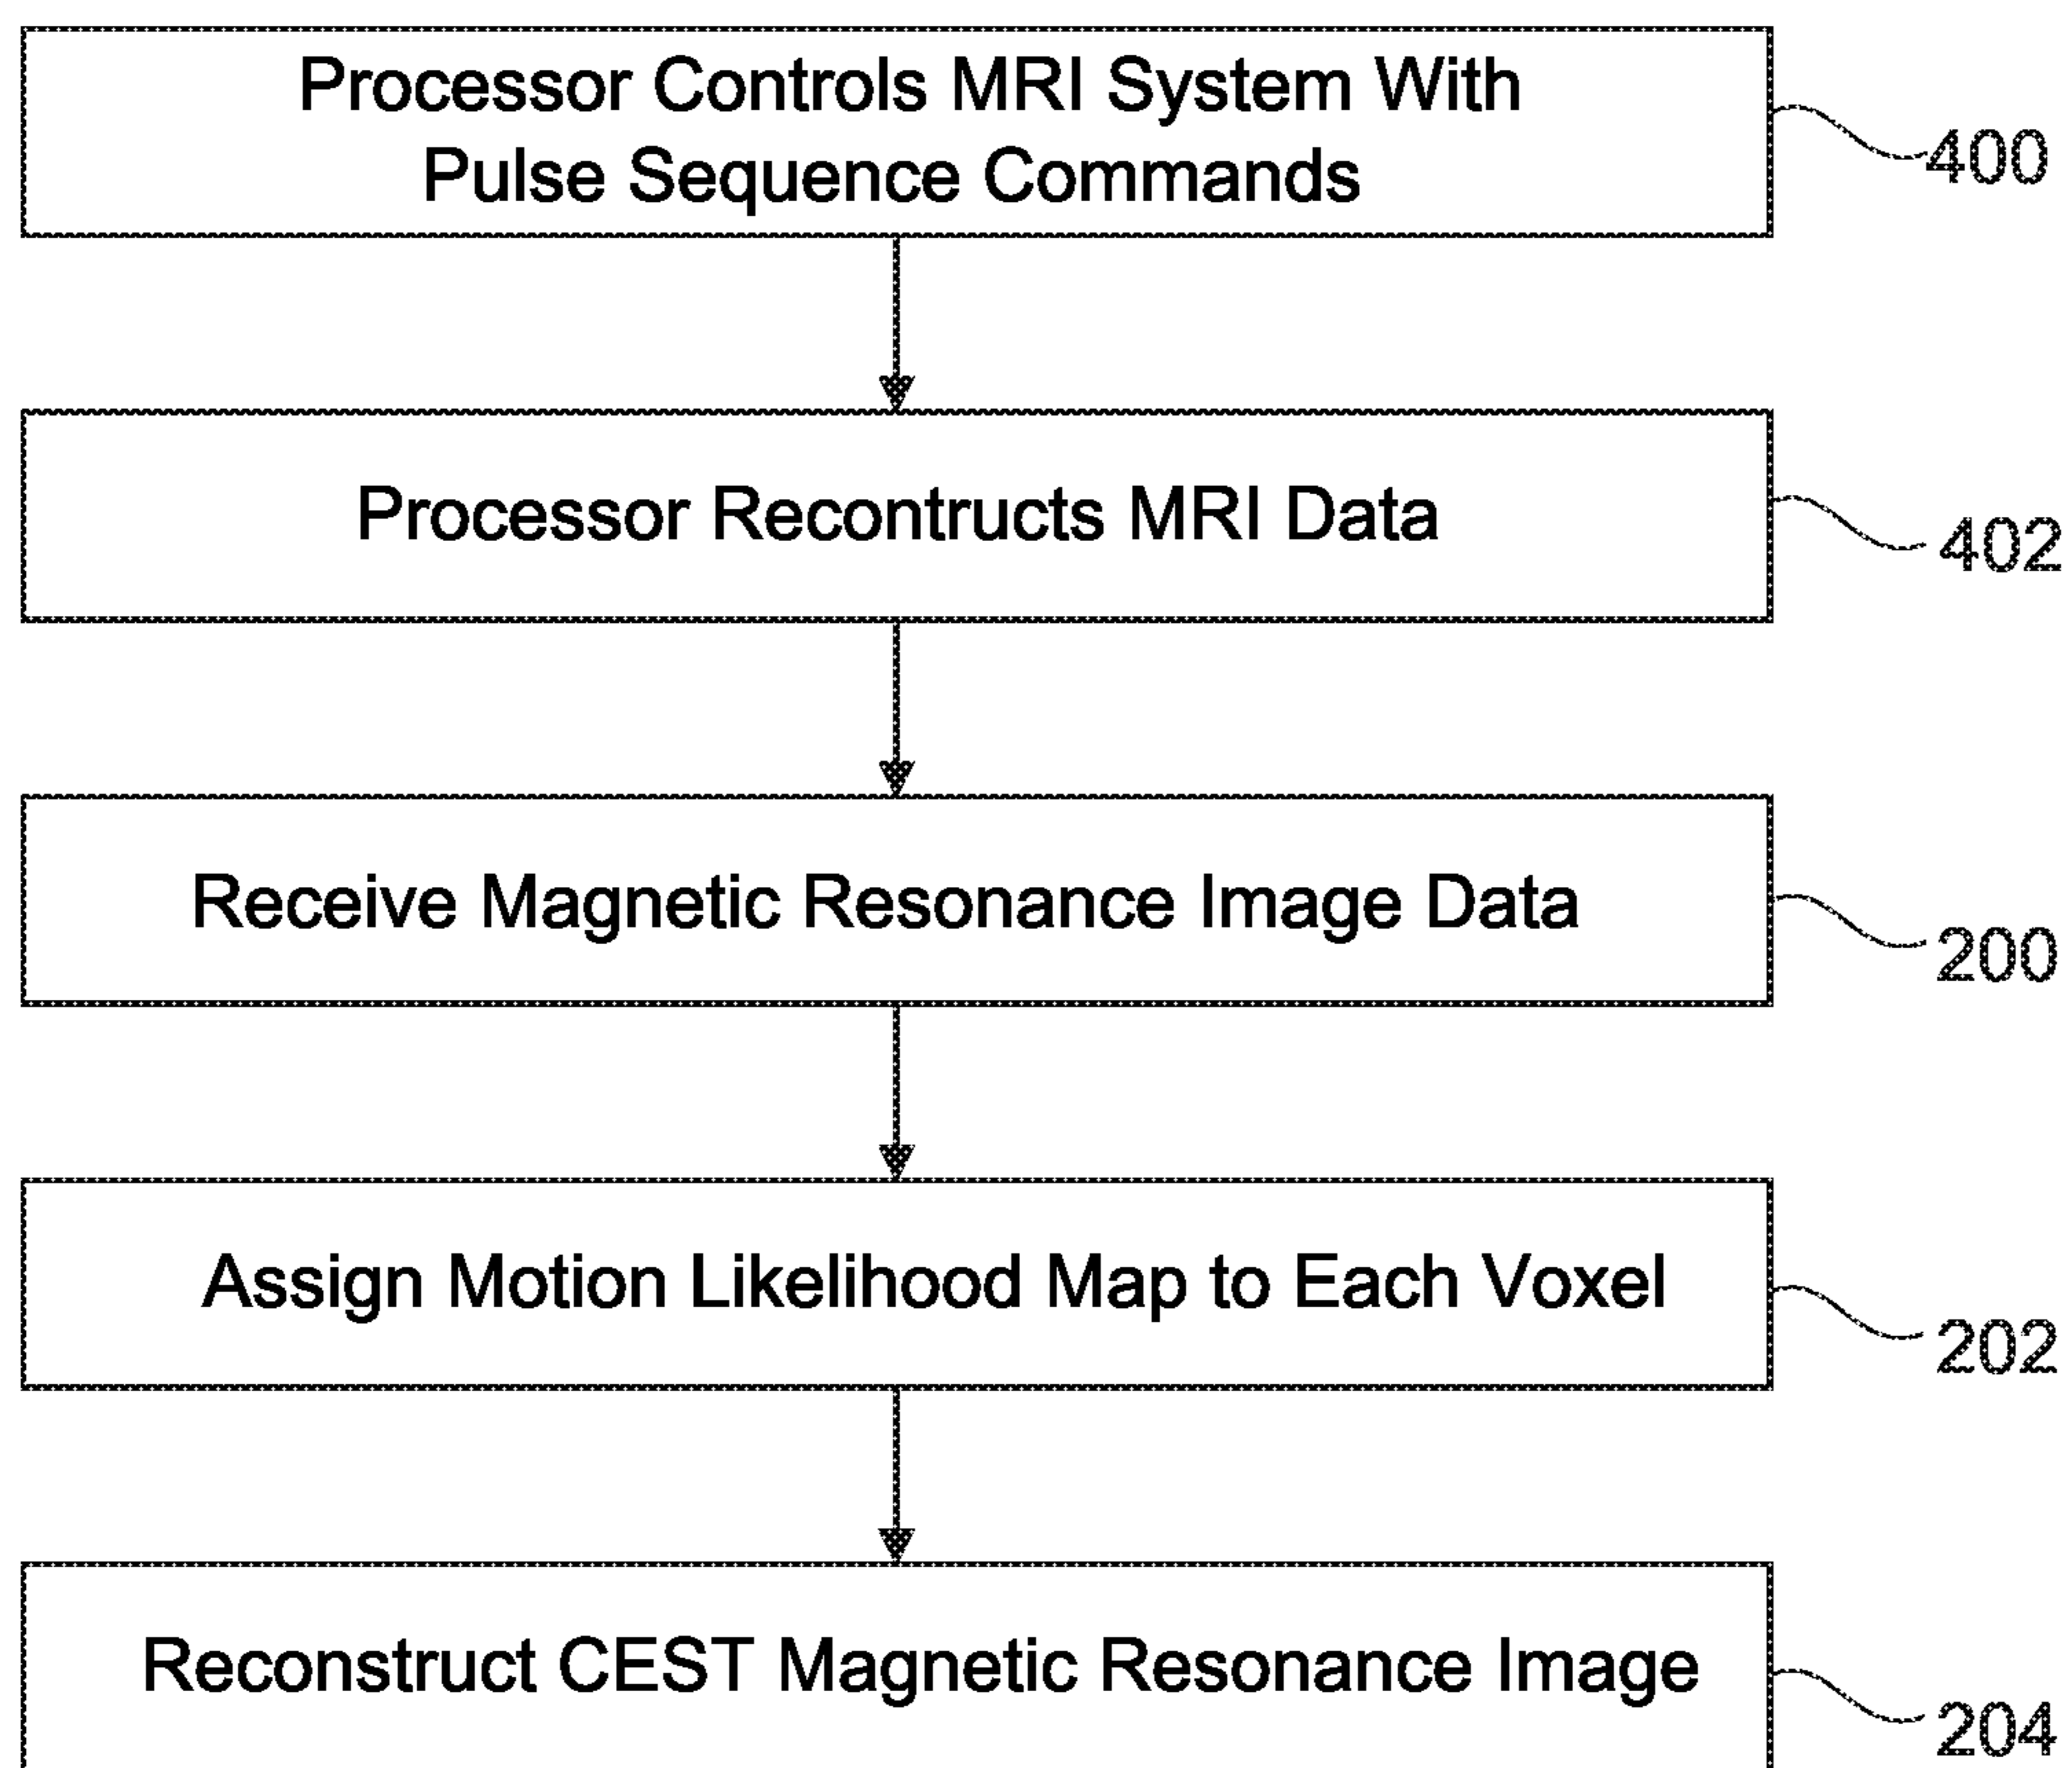 Processor Controls MRI System With
Pulse Sequence Commands
400
Processor Recontructs MRI Data
402
Receive Magnetic Resonance Image Data
200
Assign Motion Likelihood Map to Each Voxel
202
Reconstruct CEST Magnetic Resonance Image
204